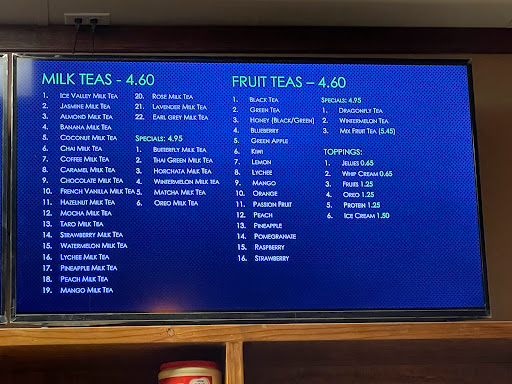 MILK TEAS - 4.60
1. ICE VALLEY MILK TEA
2. JASMINE MILK TEA
3. ALMOND MILK TEA
4. BANANA MILK TEA
5. COCONUT MILK TEA
6. CHAI MILK TEA
7. COFFEE MILK TEA
8. CARAMEL MILK TEA
9. CHOCOLATE MILK TEA
10. FRENCH VANILLA MILK TEA
11. HAZELNUT MILK TEA
12. MOCHA MILK TEA
13. TARO MILK TEA
14. STRAWBERRY MILK TEA
15. WATERMELON MILK TEA
16. LYCHEE MILK TEA
17. PINEAPPLE MILK TEA
18. PEACH MILK TEA
19. MANGO MILK TEA
20. ROSE MILK TEA
21. LAVENDER MILK TEA
22. EARL GREY MILK TEA
SPECIALS: 4.95
1. BUTTERFLY MILK TEA
2. THAI GREEN MILK TEA
3. HORCHATA MILK TEA
4. WINTERMELON MILK TEA
5. MATCHA MILK TEA
6. OREO MILK TEA
FRUIT TEAS – 4.60
1. BLACK TEA
2. GREEN TEA
3. HONEY (BLACK/GREEN)
4. BLUEBERRY
5. GREEN APPLE
6. KIWI
7. LEMON
8. LYCHEE
9. MANGO
10. ORANGE
11. PASSION FRUIT
12. PEACH
13. PINEAPPLE
14. POMEGRANATE
15. RASPBERRY
16. STRAWBERRY
SPECIALS: 4.95
1. DRAGONFLY TEA
2. WINTERMELON TEA
3. MIX FRUIT TEA (5.45)
TOPPINGS:
1. JELLIES 0.65
2. WHIP CREAM 0.65
3. FRUITS 1.25
4. OREO 1.25
5. PROTEIN 1.25
6. ICE CREAM 1.50